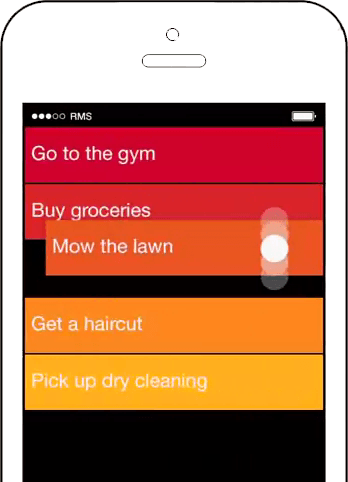 RMS
Go to the gym
Buy groceries
Mow the lawn
Get a haircut
Pick up dry cleaning